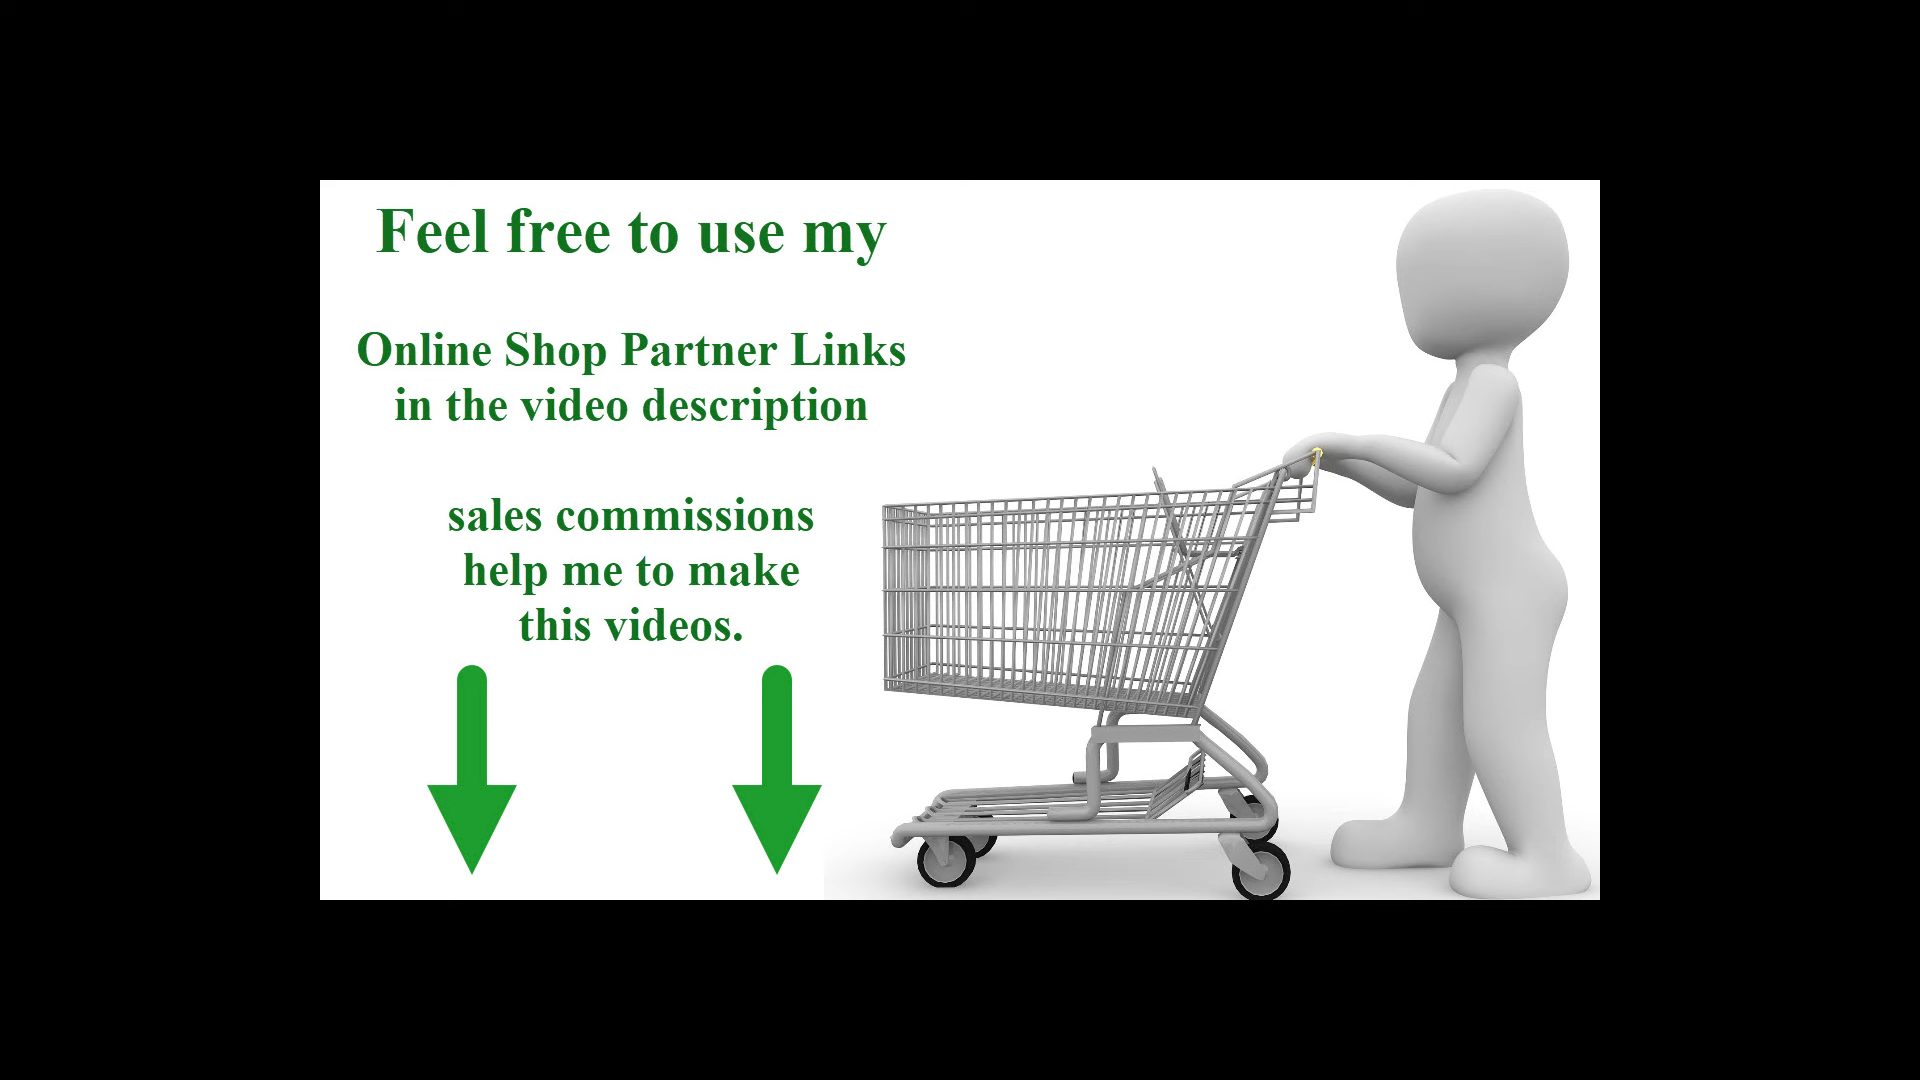 Feel free to use my
Online Shop Partner Links
in the video description
sales commissions
help me to make
this videos.